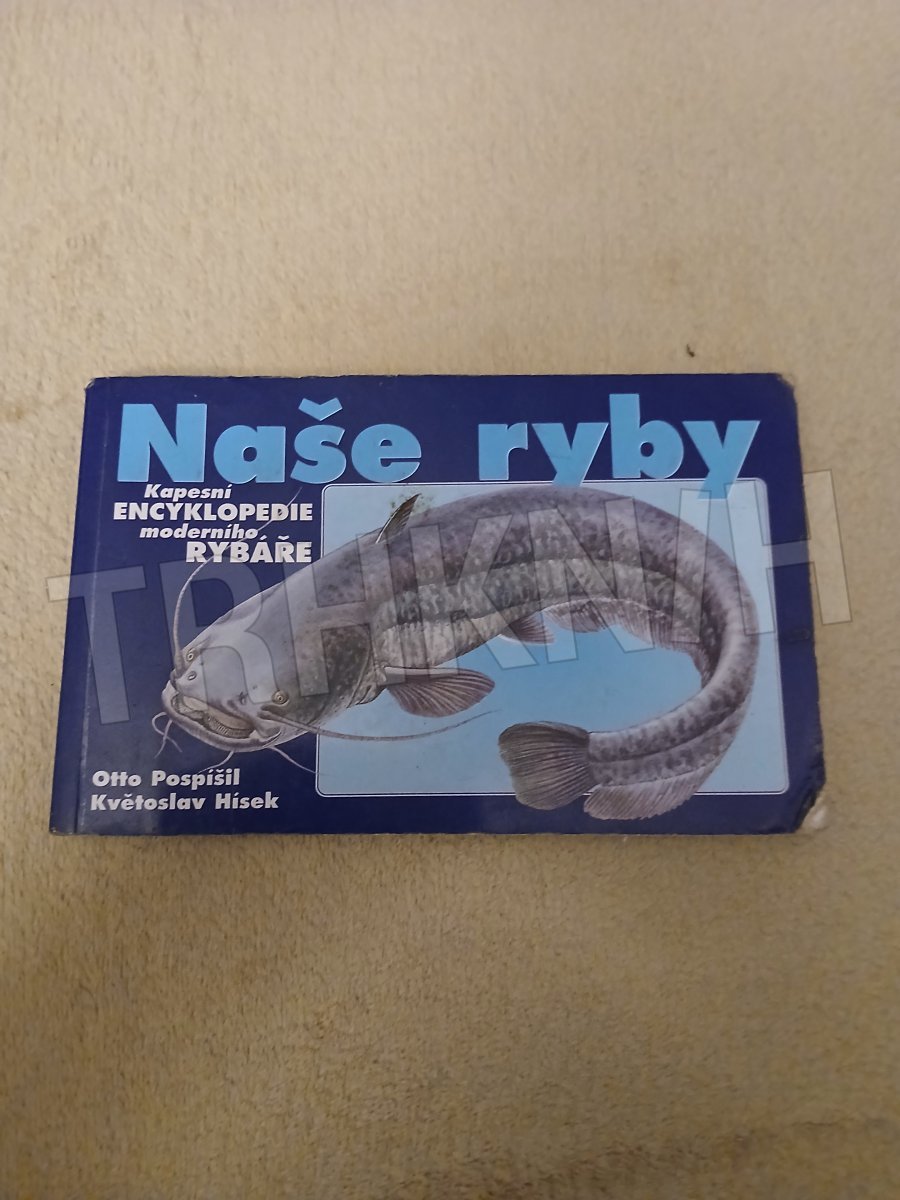 Naše ryby
Kapesní
ENCYKLOPEDIE
moderního
RYBÁŘE
TRHKNIH
Otto Pospíšil
Květoslav Hísek